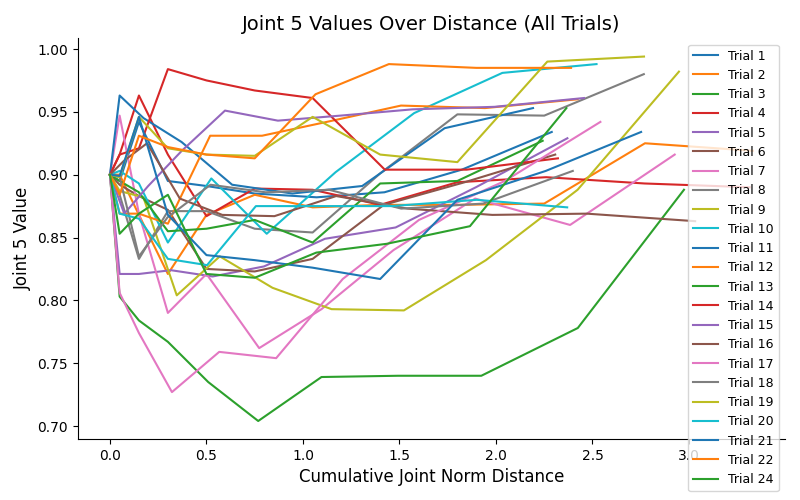 Joint 5 Values Over Distance (All Trials)
1.00
0.95
0.90
0.85
0.80
0.75
0.70
Joint 5 Value
0.0
0.5
1.0
1.5
2.0
2.5
3.0
Cumulative Joint Norm Distance
Trial 1
Trial 2
Trial 3
Trial 4
Trial 5
Trial 6
Trial 7
Trial 8
Trial 9
Trial 10
Trial 11
Trial 12
Trial 13
Trial 14
Trial 15
Trial 16
Trial 17
Trial 18
Trial 19
Trial 20
Trial 21
Trial 22
Trial 24